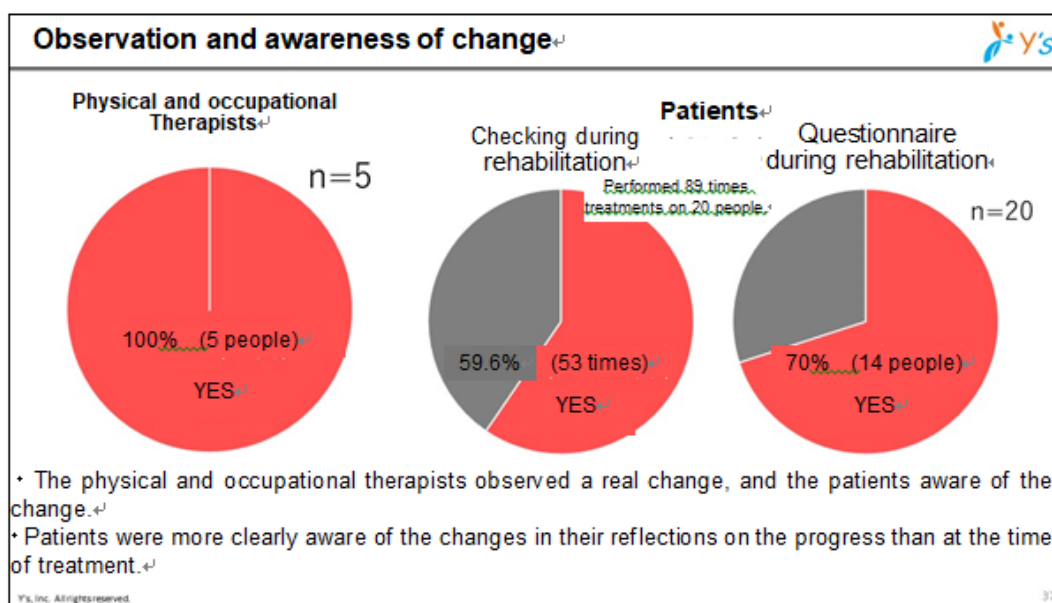 Observation and awareness of change↵
Y's
Physical and occupational
Therapists↵
n=5
100% (5 people)↵
YES↵
Patients↵
Checking during
rehabilitation↵
Performed 89 times
treatments on 20 people.↵
59.6% (53 times)↵
YES↵
Questionnaire
during rehabilitation↵
n=20
70% (14 people)↵
YES↵
・ The physical and occupational therapists observed a real change, and the patients aware of the
change.↵
・Patients were more clearly aware of the changes in their reflections on the progress than at the time
of treatment.↵
Y's, Inc. All rights reserved.